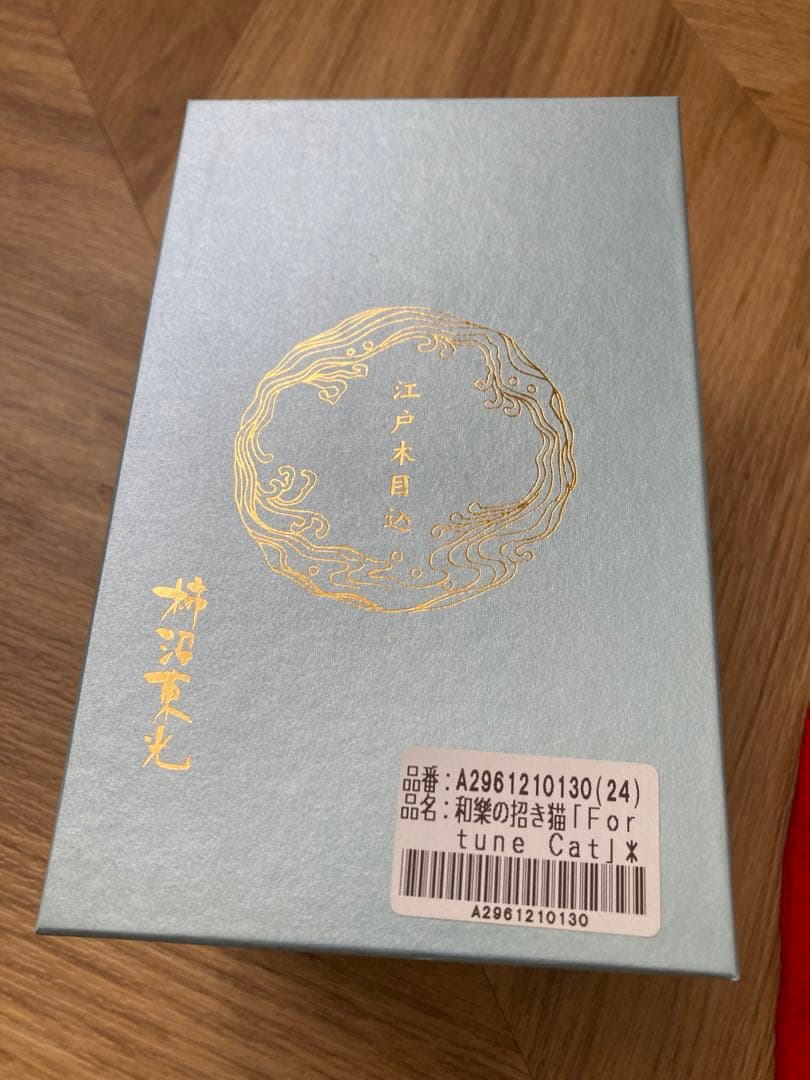 江戸木目込
柿沼東光
品番:A2961210130(24)
品名:和樂の招き猫「For
tune Cat」*
A2961210130